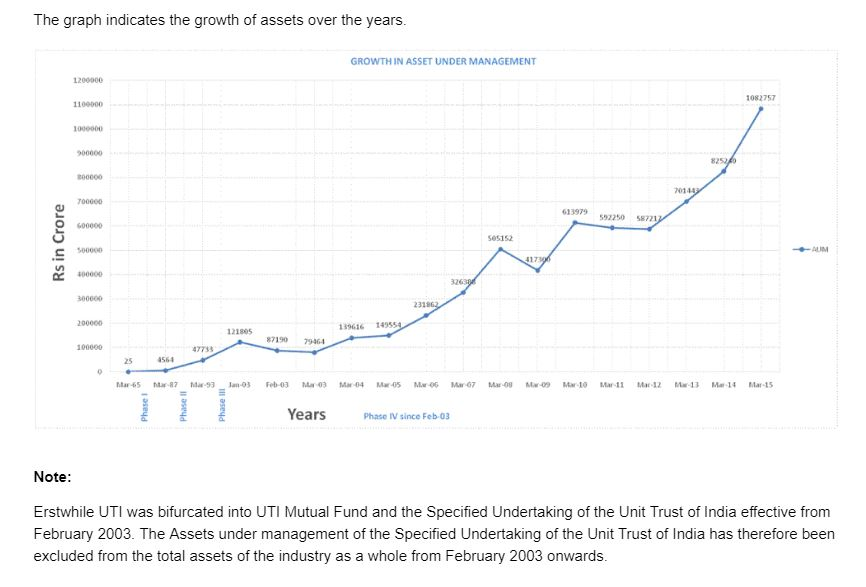 The graph indicates the growth of assets over the years.
GROWTH IN ASSET UNDER MANAGEMENT
1200000
1100000
1000000
900000
800000
700000
600000
500000
400000
300000
200000
100000
0
Rs in Crore
25
4564
47733
121805
87190
79464
139616
149554
231862
326388
505152
417300
613979
592250
587217
701443
825240
1082757
AUM
Mar-65 Mar-87 Mar-93 Jan-03 Feb-03 Mar-03 Mar-04 Mar-05 Mar-06 Mar-07 Mar-08 Mar-09 Mar-10 Mar-11 Mar-12 Mar-13 Mar-14 Mar-15
Phase I
Phase II
Phase III
Years
Phase IV since Feb-03
Note:
Erstwhile UTI was bifurcated into UTI Mutual Fund and the Specified Undertaking of the Unit Trust of India effective from
February 2003. The Assets under management of the Specified Undertaking of the Unit Trust of India has therefore been
excluded from the total assets of the industry as a whole from February 2003 onwards.